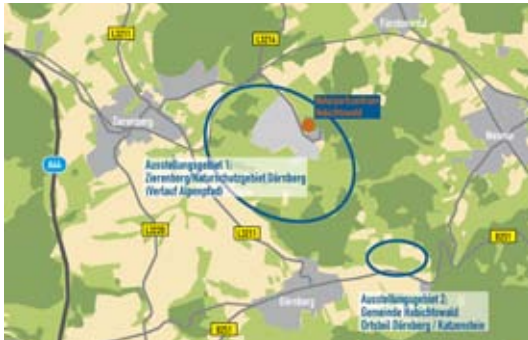 L3211
L3214
Fürstenwald
Naturparkzentrum
Habichtswald
Zierenberg
Weimar
A44
Ausstellungsgebiet 1:
Zierenberg/Naturschutzgebiet Dörnberg
(Verlauf Alpenpfad)
L3220
L3211
B251
Dörnberg
Ausstellungsgebiet 2:
Gemeinde Habichtswald
Ortsteil Dörnberg / Katzenstein
B251